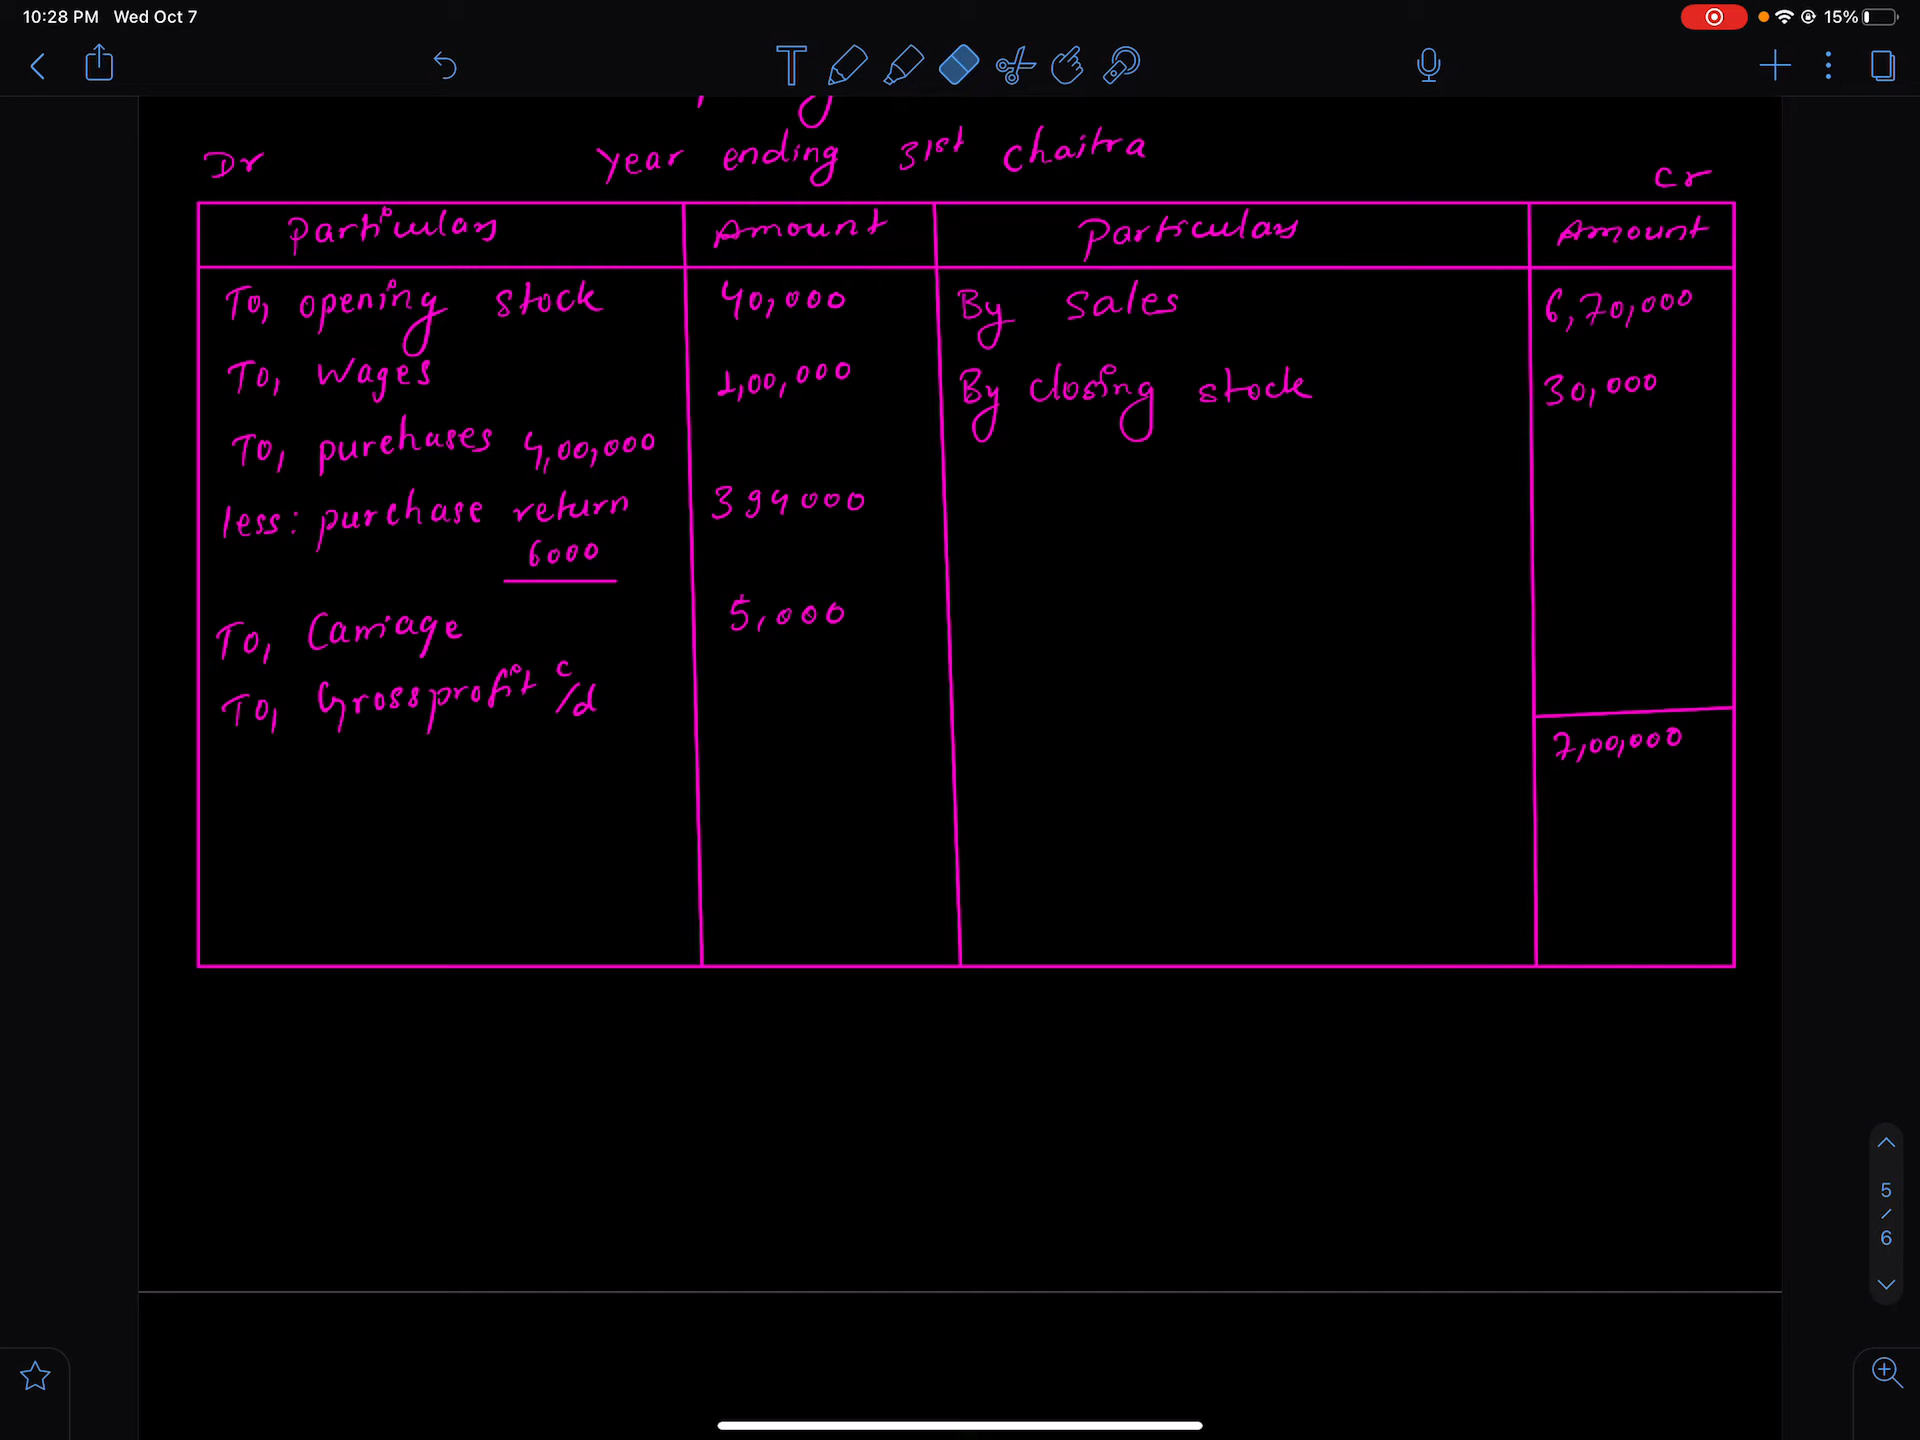 10:28 PM Wed Oct 7
15%
Year ending 31st Chaitra
Dr
Cr
Particulars Amount Particulars Amount
To, opening stock 40,000 By Sales 6,70,000
To, Wages 1,00,000 By closing stock 30,000
To, purchases 4,00,000
less: purchase return 394000
6000
To, Carriage 5,000
To, Gross profit c/d
7,00,000
5
/
6